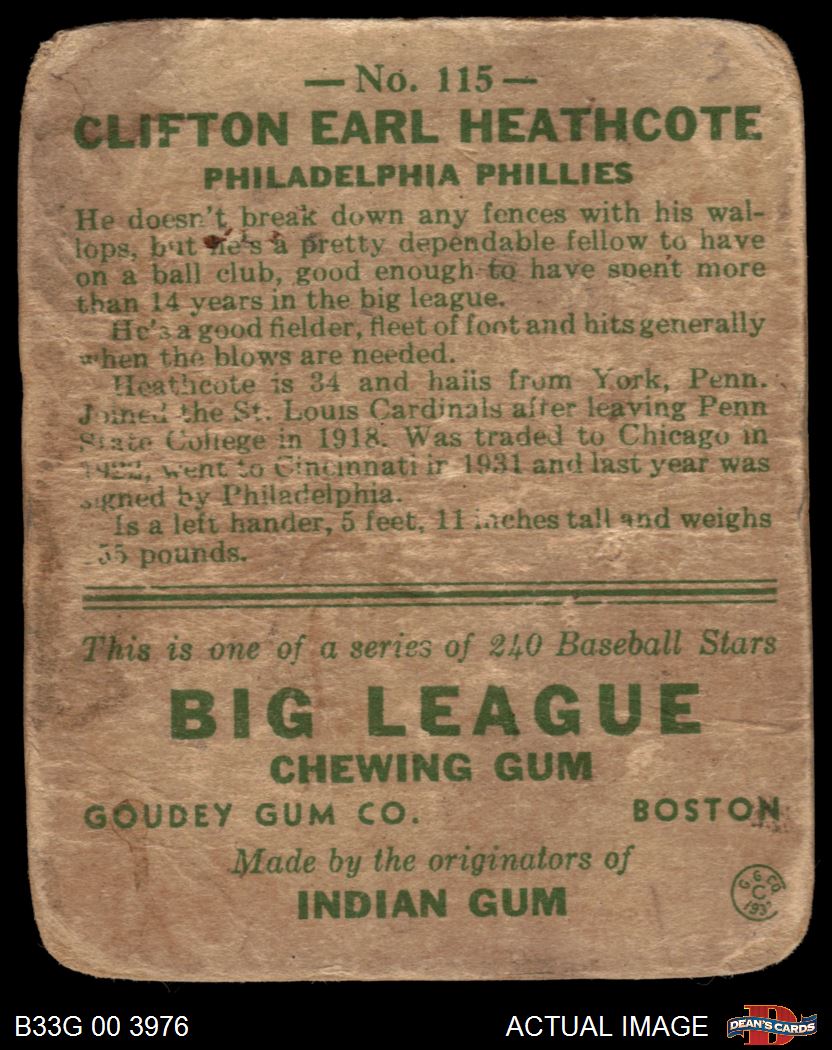 — No. 115 —
CLIFTON EARL HEATHCOTE
PHILADELPHIA PHILLIES
He doesn't break down any fences with his wal-
lops, but he's a pretty dependable fellow to have
on a ball club, good enough to have spent more
than 14 years in the big league.
He's a good fielder, fleet of foot and hits generally
when the blows are needed.
Heathcote is 34 and hails from York, Penn.
Joined the St. Louis Cardinals after leaving Penn
State College in 1918. Was traded to Chicago in
1922, went to Cincinnati in 1931 and last year was
signed by Philadelphia.
Is a left hander, 5 feet, 11 inches tall and weighs
pounds.
This is one of a series of 240 Baseball Stars
BIG LEAGUE
CHEWING GUM
GOUDEY GUM CO. BOSTON
Made by the originators of
INDIAN GUM
G. G. CO.
C
B33G 00 3976 ACTUAL IMAGE DEAN'S CARDS